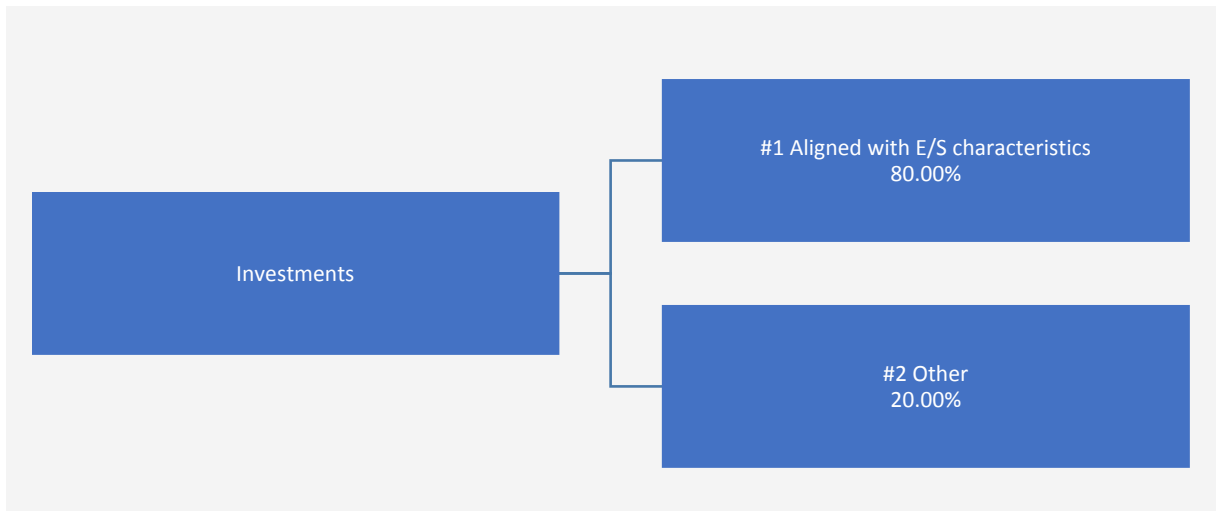 #1 Aligned with E/S characteristics
80.00%
Investments
#2 Other
20.00%